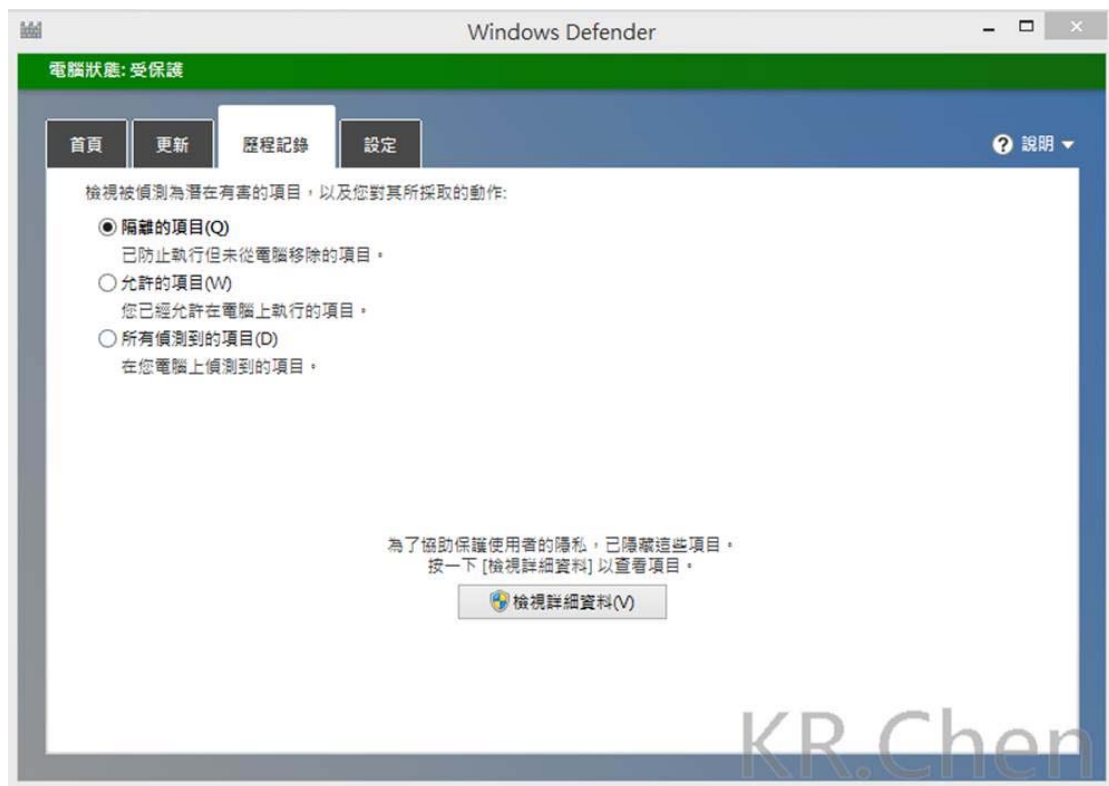 Windows Defender
電腦狀態: 受保護
首頁 更新 歷程記錄 設定 說明
檢視被偵測為潛在有害的項目，以及您對其所採取的動作:
隔離的項目(Q)
已防止執行但未從電腦移除的項目。
允許的項目(W)
您已經允許在電腦上執行的項目。
所有偵測到的項目(D)
在您電腦上偵測到的項目。
為了協助保護使用者的隱私，已隱藏這些項目。
按一下 [檢視詳細資料] 以查看項目。
檢視詳細資料(V)
KR.Chen